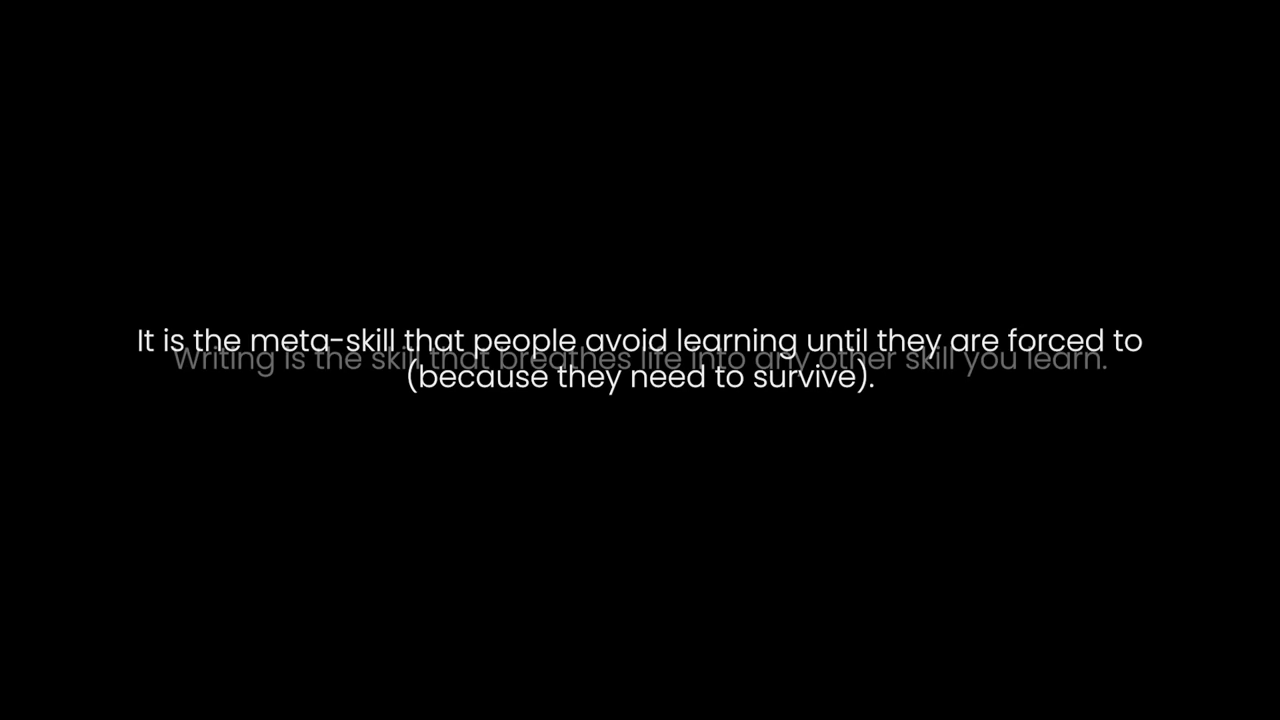 It is the meta-skill that people avoid learning until they are forced to
Writing is the skill that breathes life into any other skill you learn.
(because they need to survive).